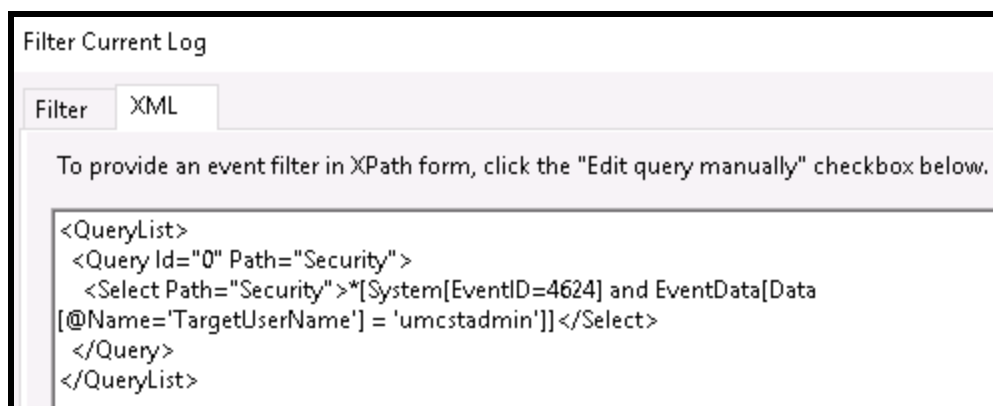 Filter Current Log
Filter XML
To provide an event filter in XPath form, click the "Edit query manually" checkbox below.
<QueryList>
<Query Id="0" Path="Security">
<Select Path="Security">*[System[EventID=4624] and EventData[Data
[@Name='TargetUserName'] = 'umcstadmin']]</Select>
</Query>
</QueryList>